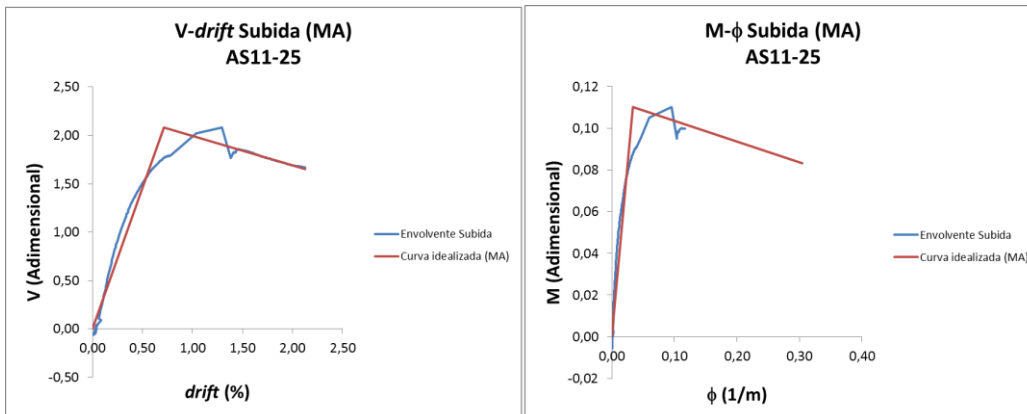 V-drift Subida (MA)
AS11-25
2,50
2,00
1,50
1,00
0,50
0,00
-0,50
V (Adimensional)
0,00 0,50 1,00 1,50 2,00 2,50
drift (%)
Envolvente Subida
Curva idealizada (MA)
M-ϕ Subida (MA)
AS11-25
0,12
0,10
0,08
0,06
0,04
0,02
0,00
-0,02
M (Adimensional)
0,00 0,10 0,20 0,30 0,40
ϕ (1/m)
Envolvente Subida
Curva idealizada (MA)